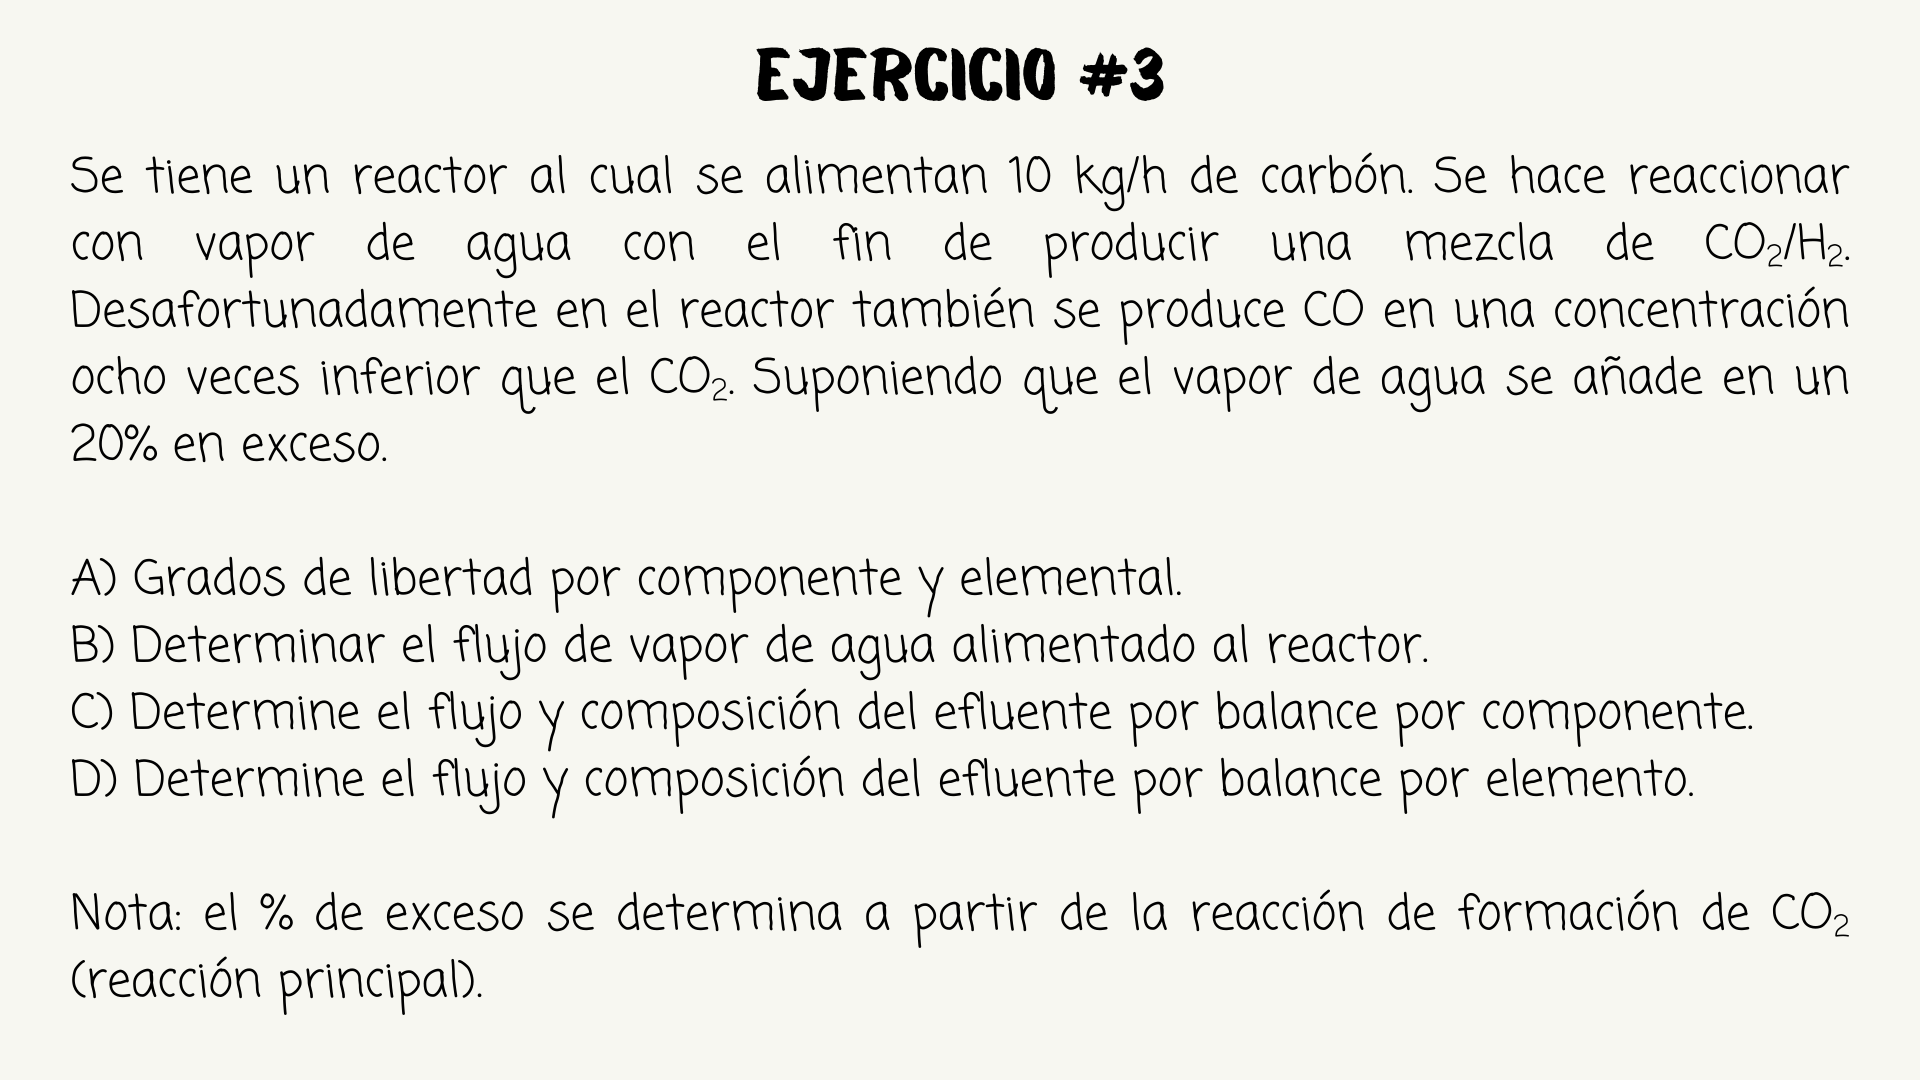 EJERCICIO #3
Se tiene un reactor al cual se alimentan 10 kg/h de carbón. Se hace reaccionar
con vapor de agua con el fin de producir una mezcla de CO₂/H₂.
Desafortunadamente en el reactor también se produce CO en una concentración
ocho veces inferior que el CO₂. Suponiendo que el vapor de agua se añade en un
20% en exceso.
A) Grados de libertad por componente y elemental.
B) Determinar el flujo de vapor de agua alimentado al reactor.
C) Determine el flujo y composición del efluente por balance por componente.
D) Determine el flujo y composición del efluente por balance por elemento.
Nota: el % de exceso se determina a partir de la reacción de formación de CO₂
(reacción principal).